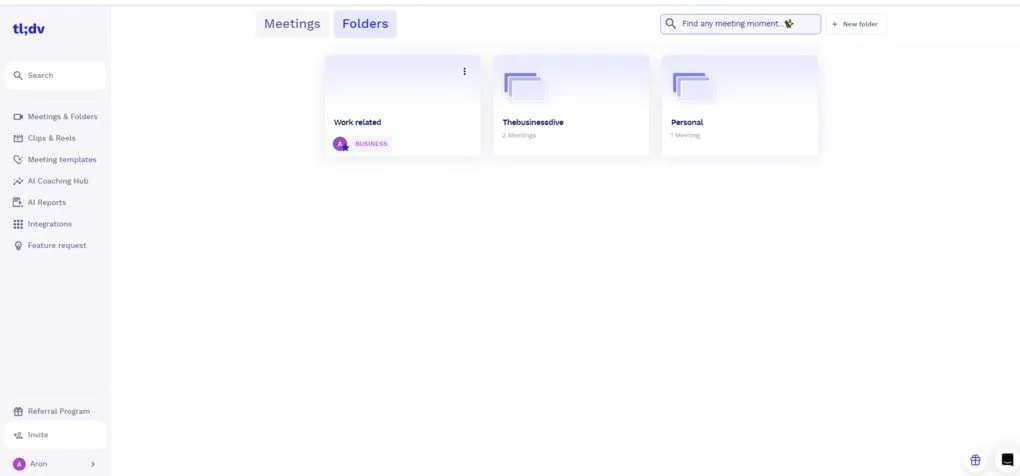 tl;dv
Meetings
Folders
Find any meeting moment...
+ New folder
Search
Meetings & Folders
Clips & Reels
Meeting templates
AI Coaching Hub
AI Reports
Integrations
Feature request
Work related
A
BUSINESS
Thebusinessdive
2 Meetings
Personal
1 Meeting
Referral Program
Invite
A
Aron